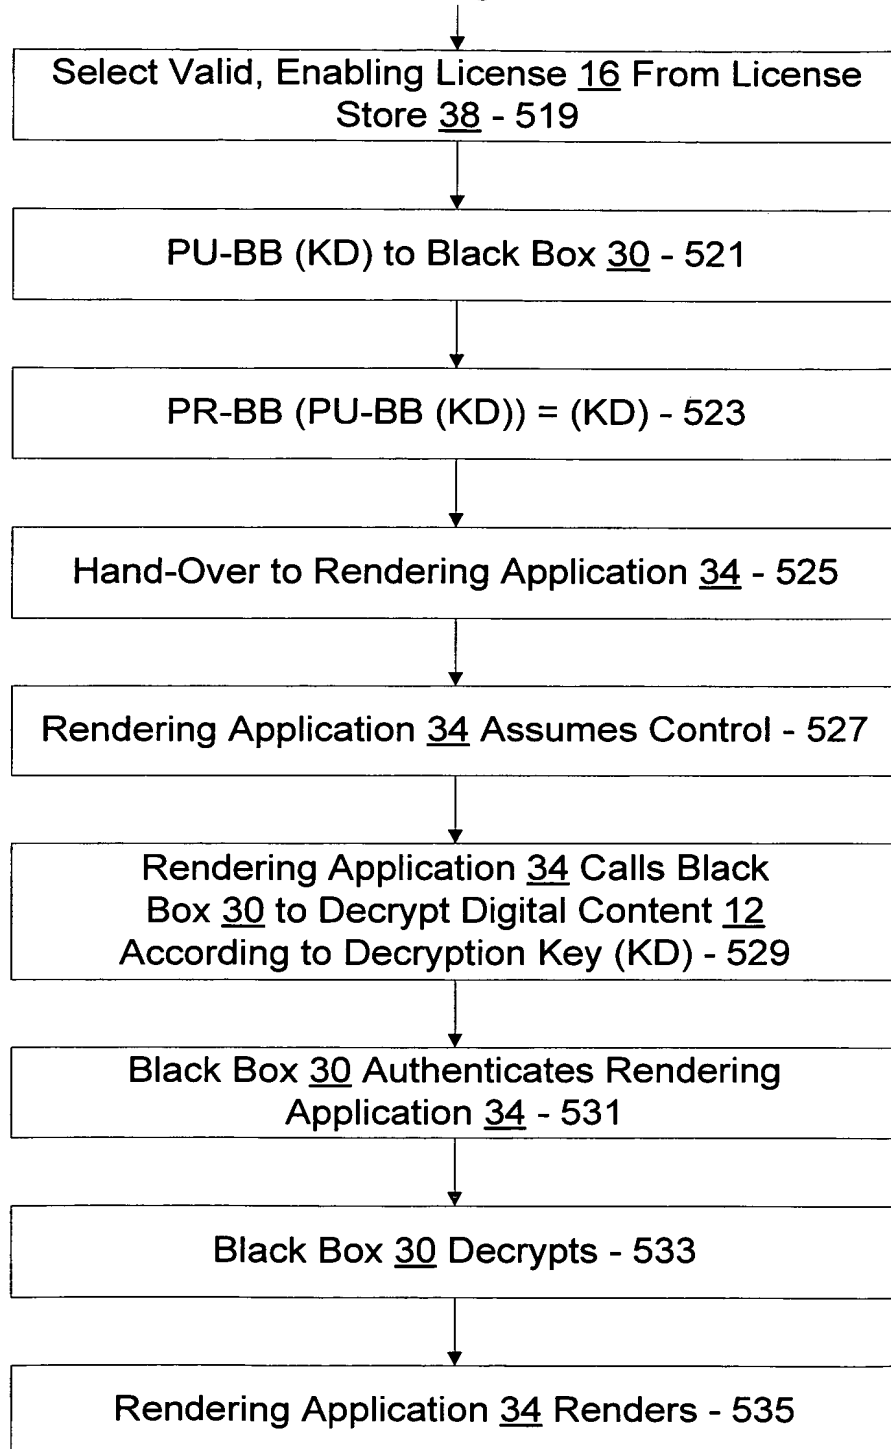 Select Valid, Enabling License 16 From License
Store 38 - 519
PU-BB (KD) to Black Box 30 - 521
PR-BB (PU-BB (KD)) = (KD) - 523
Hand-Over to Rendering Application 34 - 525
Rendering Application 34 Assumes Control - 527
Rendering Application 34 Calls Black
Box 30 to Decrypt Digital Content 12
According to Decryption Key (KD) - 529
Black Box 30 Authenticates Rendering
Application 34 - 531
Black Box 30 Decrypts - 533
Rendering Application 34 Renders - 535